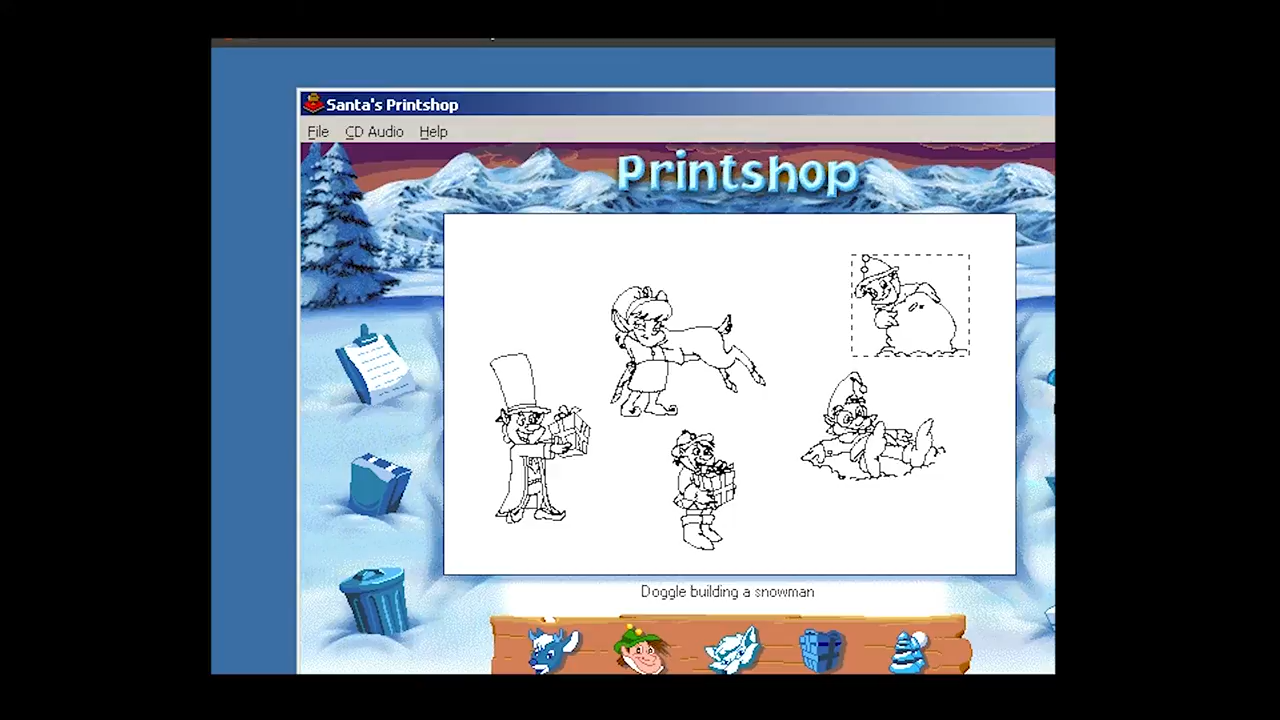 Santa's Printshop
File CD Audio Help
Printshop
Doggle building a snowman